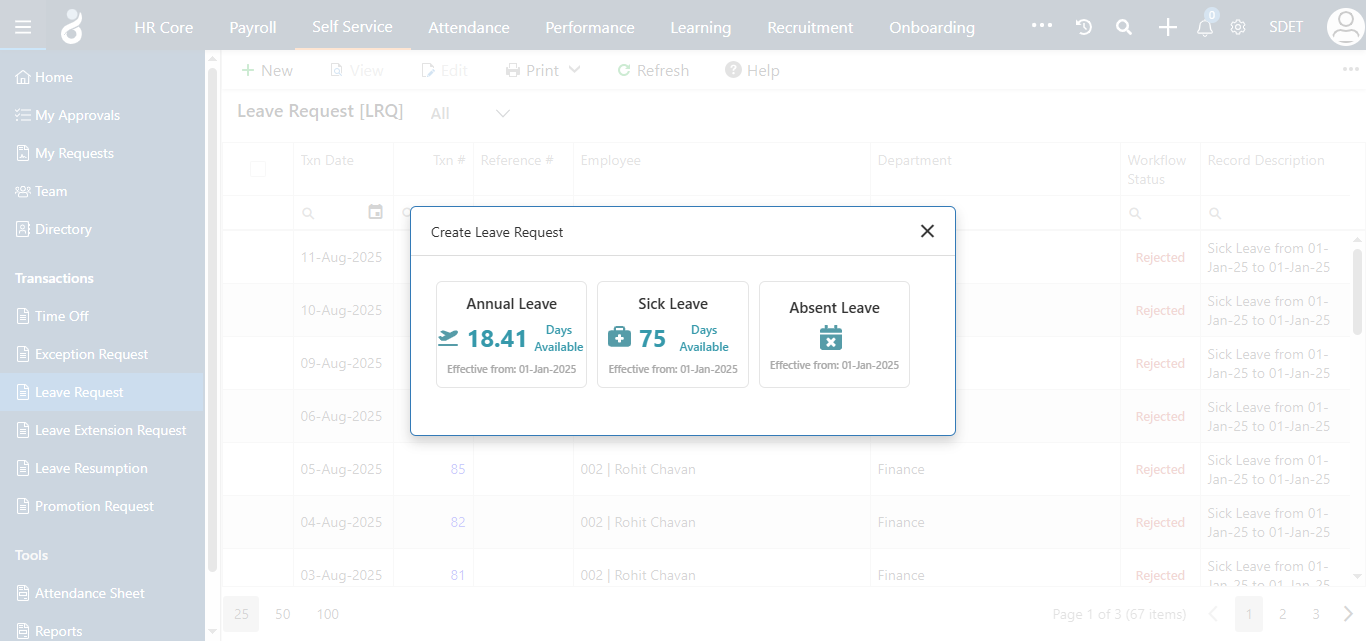 HR Core Payroll Self Service Attendance Performance Learning Recruitment Onboarding 0 SDET
Home
My Approvals
My Requests
Team
Directory
Transactions
Time Off
Exception Request
Leave Request
Leave Extension Request
Leave Resumption
Promotion Request
Tools
Attendance Sheet
Reports
New View Edit Print Refresh Help
Leave Request [LRQ] All
Txn Date Txn # Reference # Employee Department Workflow Status Record Description
11-Aug-2025 Rejected Sick Leave from 01-
Jan-25 to 01-Jan-25
10-Aug-2025 Rejected Sick Leave from 01-
Jan-25 to 01-Jan-25
09-Aug-2025 Rejected Sick Leave from 01-
Jan-25 to 01-Jan-25
06-Aug-2025 Rejected Sick Leave from 01-
Jan-25 to 01-Jan-25
05-Aug-2025 85 002 | Rohit Chavan Finance Rejected Sick Leave from 01-
Jan-25 to 01-Jan-25
04-Aug-2025 82 002 | Rohit Chavan Finance Rejected Sick Leave from 01-
Jan-25 to 01-Jan-25
03-Aug-2025 81 002 | Rohit Chavan Finance Rejected Sick Leave from 01-
Jan-25 to 01-Jan-25
Create Leave Request
Annual Leave
18.41 Days Available
Effective from: 01-Jan-2025
Sick Leave
75 Days Available
Effective from: 01-Jan-2025
Absent Leave
Effective from: 01-Jan-2025
25 50 100 Page 1 of 3 (67 items) 1 2 3